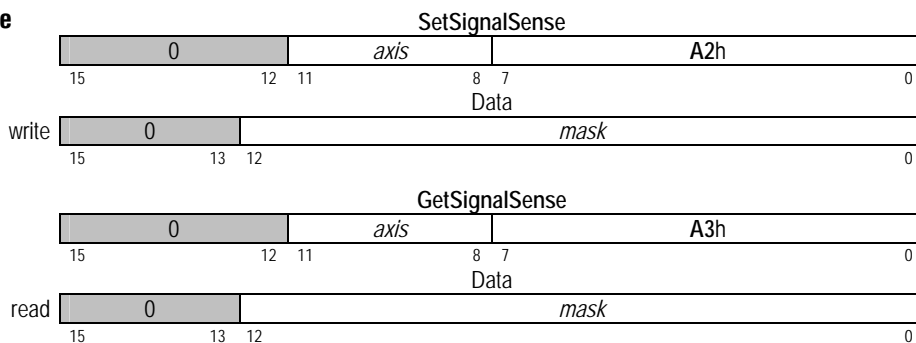 e
SetSignalSense
0 axis A2h
15 12 11 8 7 0
Data
write 0 mask
15 13 12 0
GetSignalSense
0 axis A3h
15 12 11 8 7 0
Data
read 0 mask
15 13 12 0